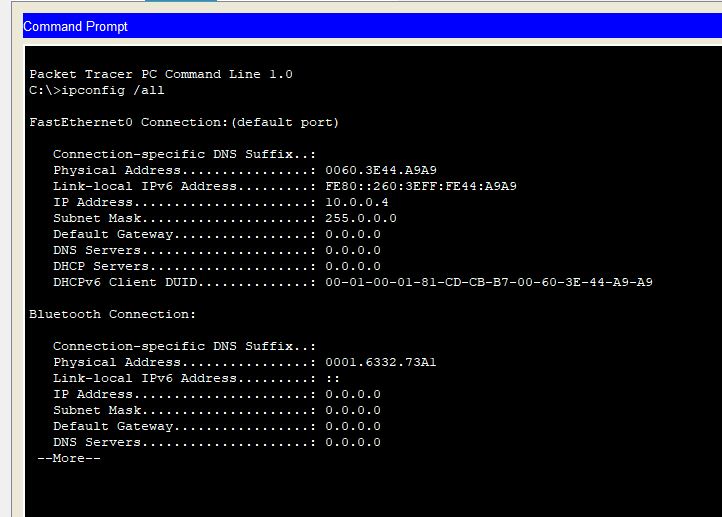 Command Prompt
Packet Tracer PC Command Line 1.0
C:\>ipconfig /all
FastEthernet0 Connection:(default port)
Connection-specific DNS Suffix..:
Physical Address................: 0060.3E44.A9A9
Link-local IPv6 Address.........: FE80::260:3EFF:FE44:A9A9
IP Address......................: 10.0.0.4
Subnet Mask.....................: 255.0.0.0
Default Gateway.................: 0.0.0.0
DNS Servers.....................: 0.0.0.0
DHCP Servers....................: 0.0.0.0
DHCPv6 Client DUID..............: 00-01-00-01-81-CD-CB-B7-00-60-3E-44-A9-A9
Bluetooth Connection:
Connection-specific DNS Suffix..:
Physical Address................: 0001.6332.73A1
Link-local IPv6 Address.........: ::
IP Address......................: 0.0.0.0
Subnet Mask.....................: 0.0.0.0
Default Gateway.................: 0.0.0.0
DNS Servers.....................: 0.0.0.0
--More--